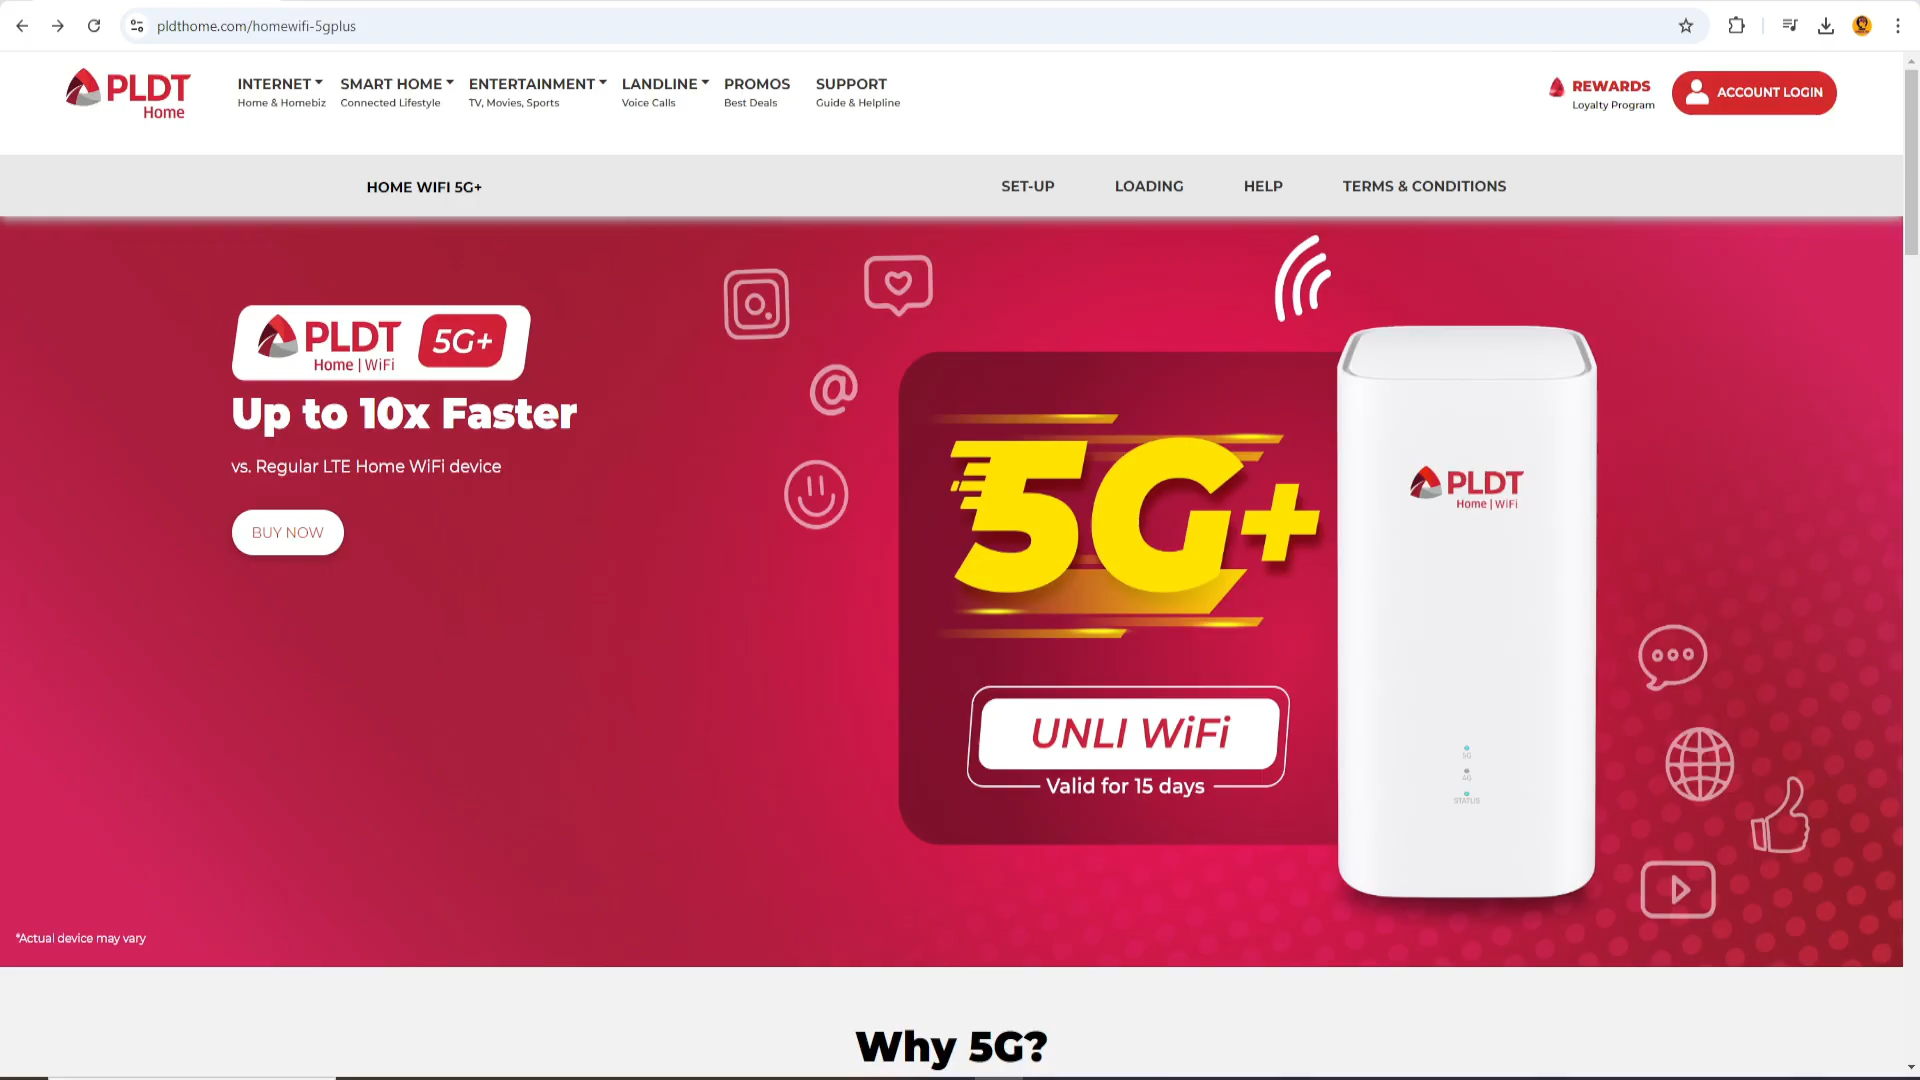 pldthome.com/homewifi-5gplus
PLDT
Home
INTERNET
Home & Homebiz
SMART HOME
Connected Lifestyle
ENTERTAINMENT
TV, Movies, Sports
LANDLINE
Voice Calls
PROMOS
Best Deals
SUPPORT
Guide & Helpline
REWARDS
Loyalty Program
ACCOUNT LOGIN
HOME WIFI 5G+
SET-UP
LOADING
HELP
TERMS & CONDITIONS
PLDT
Home | WiFi
5G+
Up to 10x Faster
vs. Regular LTE Home WiFi device
BUY NOW
5G+
UNLI WiFi
Valid for 15 days
PLDT
Home | WiFi
5G
4G
STATUS
*Actual device may vary
Why 5G?